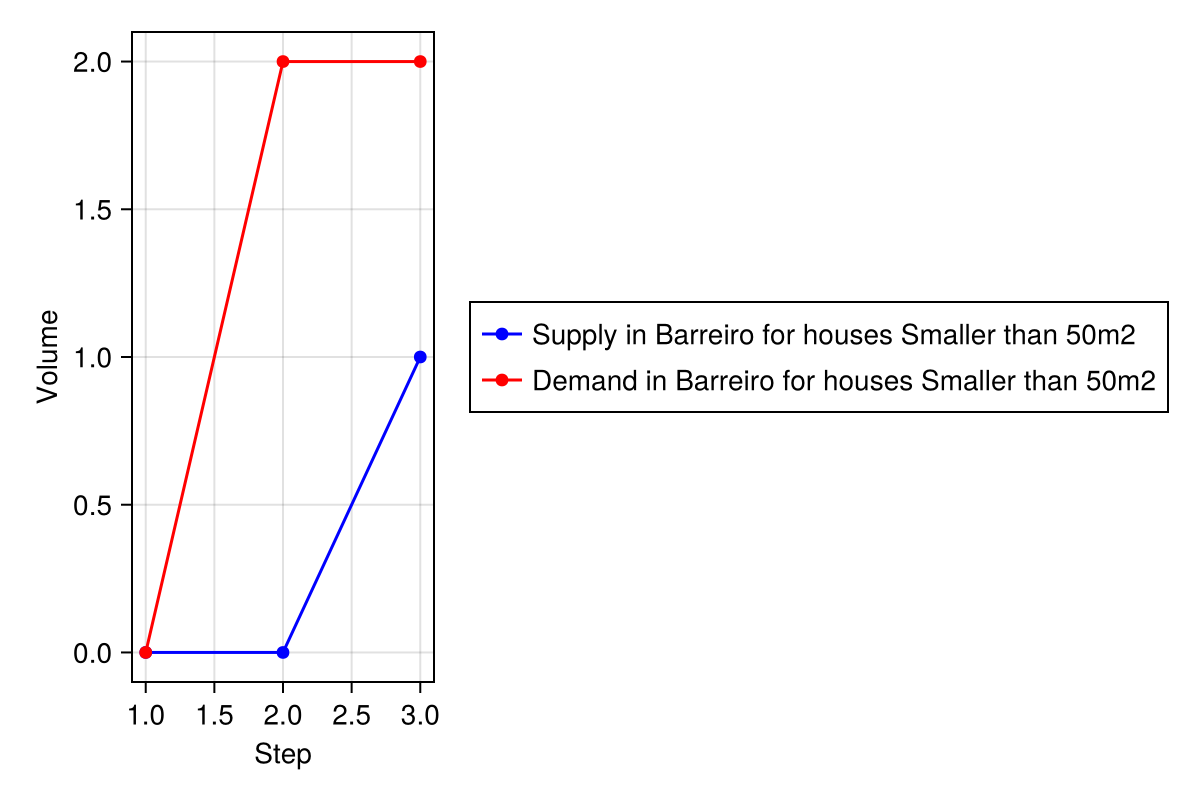 2.0
1.5
1.0
0.5
0.0
Volume
1.0 1.5 2.0 2.5 3.0
Step
Supply in Barreiro for houses Smaller than 50m2
Demand in Barreiro for houses Smaller than 50m2